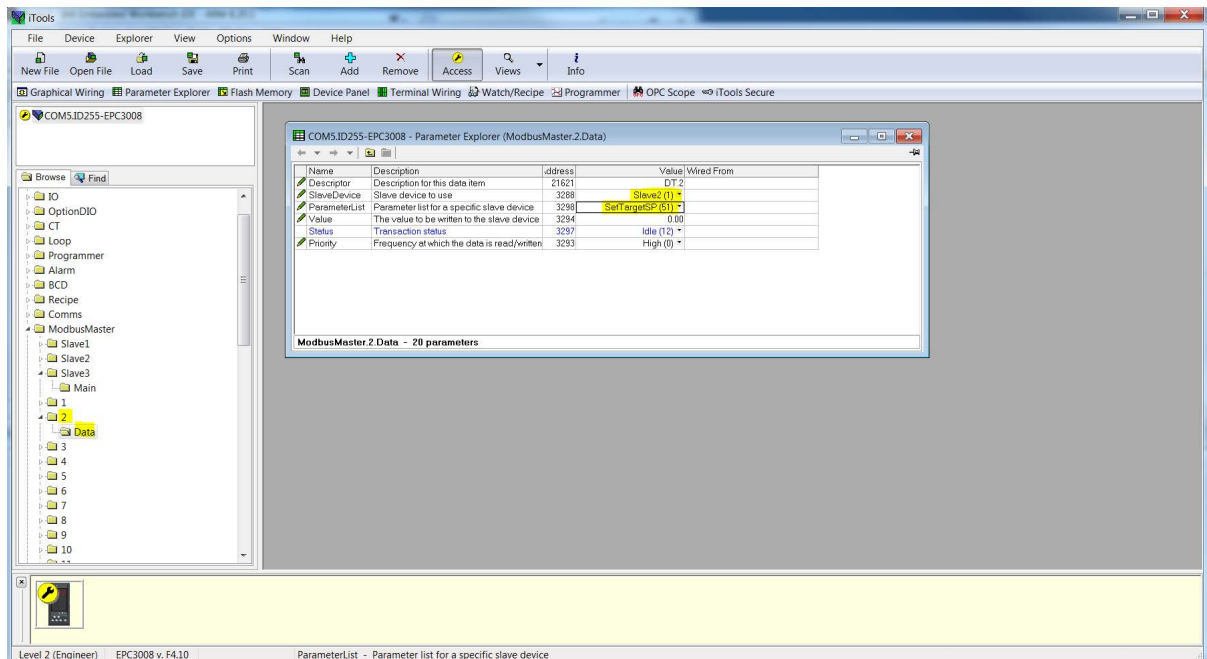 iTools
File Device Explorer View Options Window Help
New File Open File Load Save Print Scan Add Remove Access Views Info
Graphical Wiring Parameter Explorer Flash Memory Device Panel Terminal Wiring Watch/Recipe Programmer OPC Scope iTools Secure
COM5.ID255-EPC3008
Browse Find
IO
OptionDIO
CT
Loop
Programmer
Alarm
BCD
Recipe
Comms
ModbusMaster
Slave1
Slave2
Slave3
Main
1
2
Data
3
4
5
6
7
8
9
10
11
COM5.ID255-EPC3008 - Parameter Explorer (ModbusMaster.2.Data)
Name Description ddress Value Wired From
Descriptor Description for this data item 21621 DT 2
SlaveDevice Slave device to use 3288 Slave2 (1)
ParameterList Parameter list for a specific slave device 3298 SetTargetSP (51)
Value The value to be written to the slave device 3294 0.00
Status Transaction status 3297 Idle (12)
Priority Frequency at which the data is read/written 3293 High (0)
ModbusMaster.2.Data - 20 parameters
Level 2 (Engineer) EPC3008 v. F4.10 ParameterList - Parameter list for a specific slave device